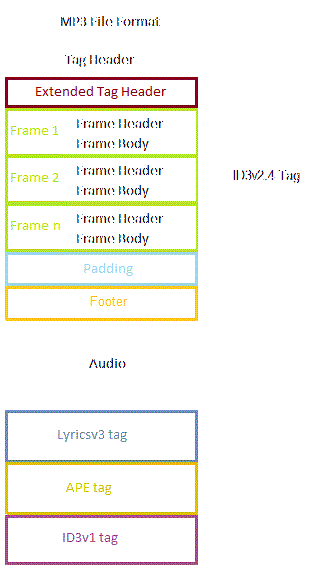 MP3 File Format
Tag Header
Extended Tag Header
Frame 1
Frame Header
Frame Body
Frame 2
Frame Header
Frame Body
Frame n
Frame Header
Frame Body
ID3v2.4 Tag
Padding
Footer
Audio
Lyricsv3 tag
APE tag
ID3v1 tag